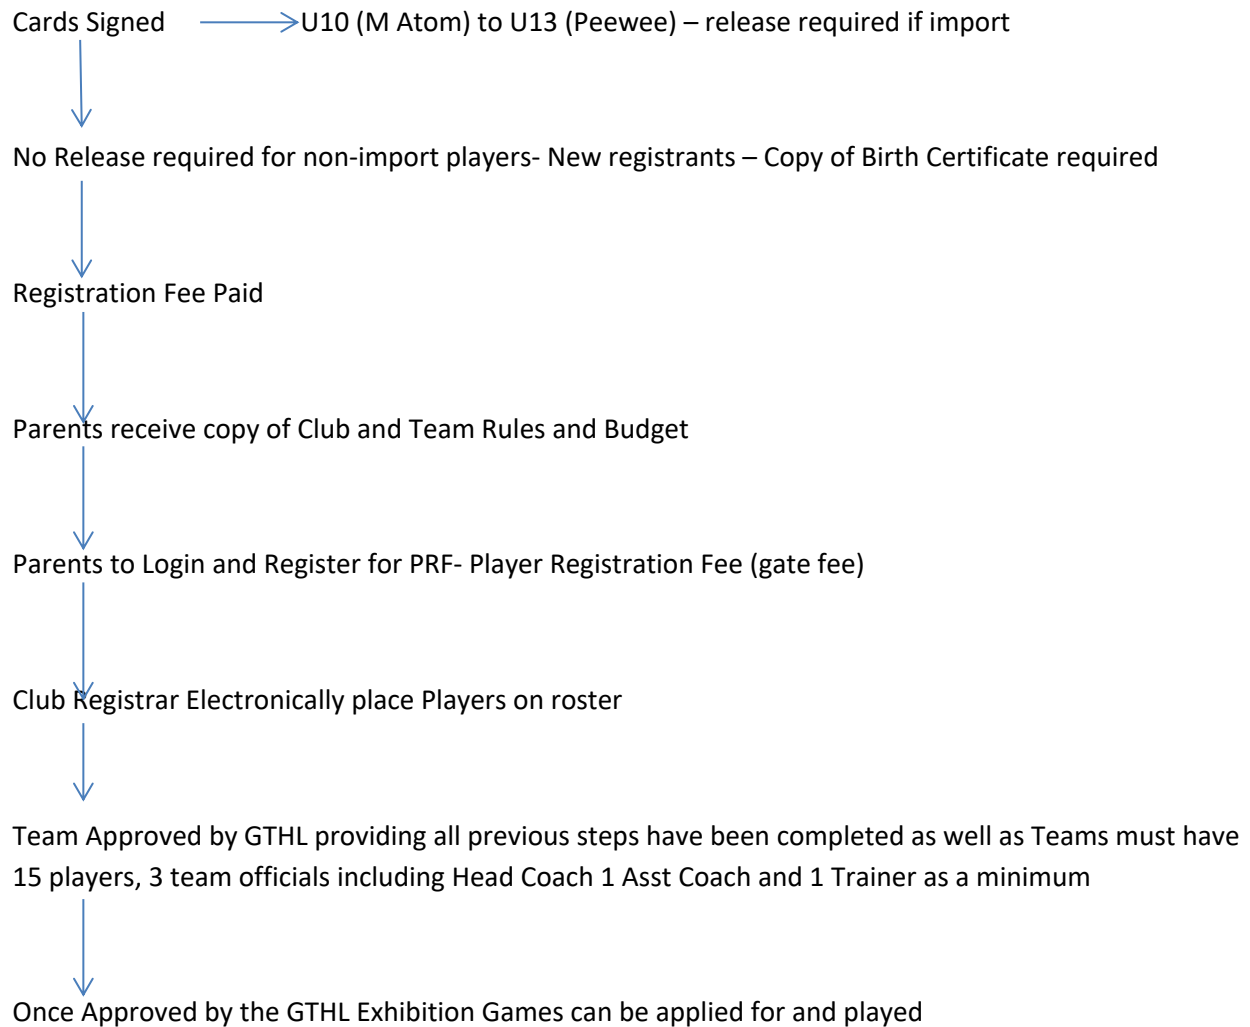 Cards Signed U10 (M Atom) to U13 (Peewee) – release required if import
No Release required for non-import players- New registrants – Copy of Birth Certificate required
Registration Fee Paid
Parents receive copy of Club and Team Rules and Budget
Parents to Login and Register for PRF- Player Registration Fee (gate fee)
Club Registrar Electronically place Players on roster
Team Approved by GTHL providing all previous steps have been completed as well as Teams must have
15 players, 3 team officials including Head Coach 1 Asst Coach and 1 Trainer as a minimum
Once Approved by the GTHL Exhibition Games can be applied for and played